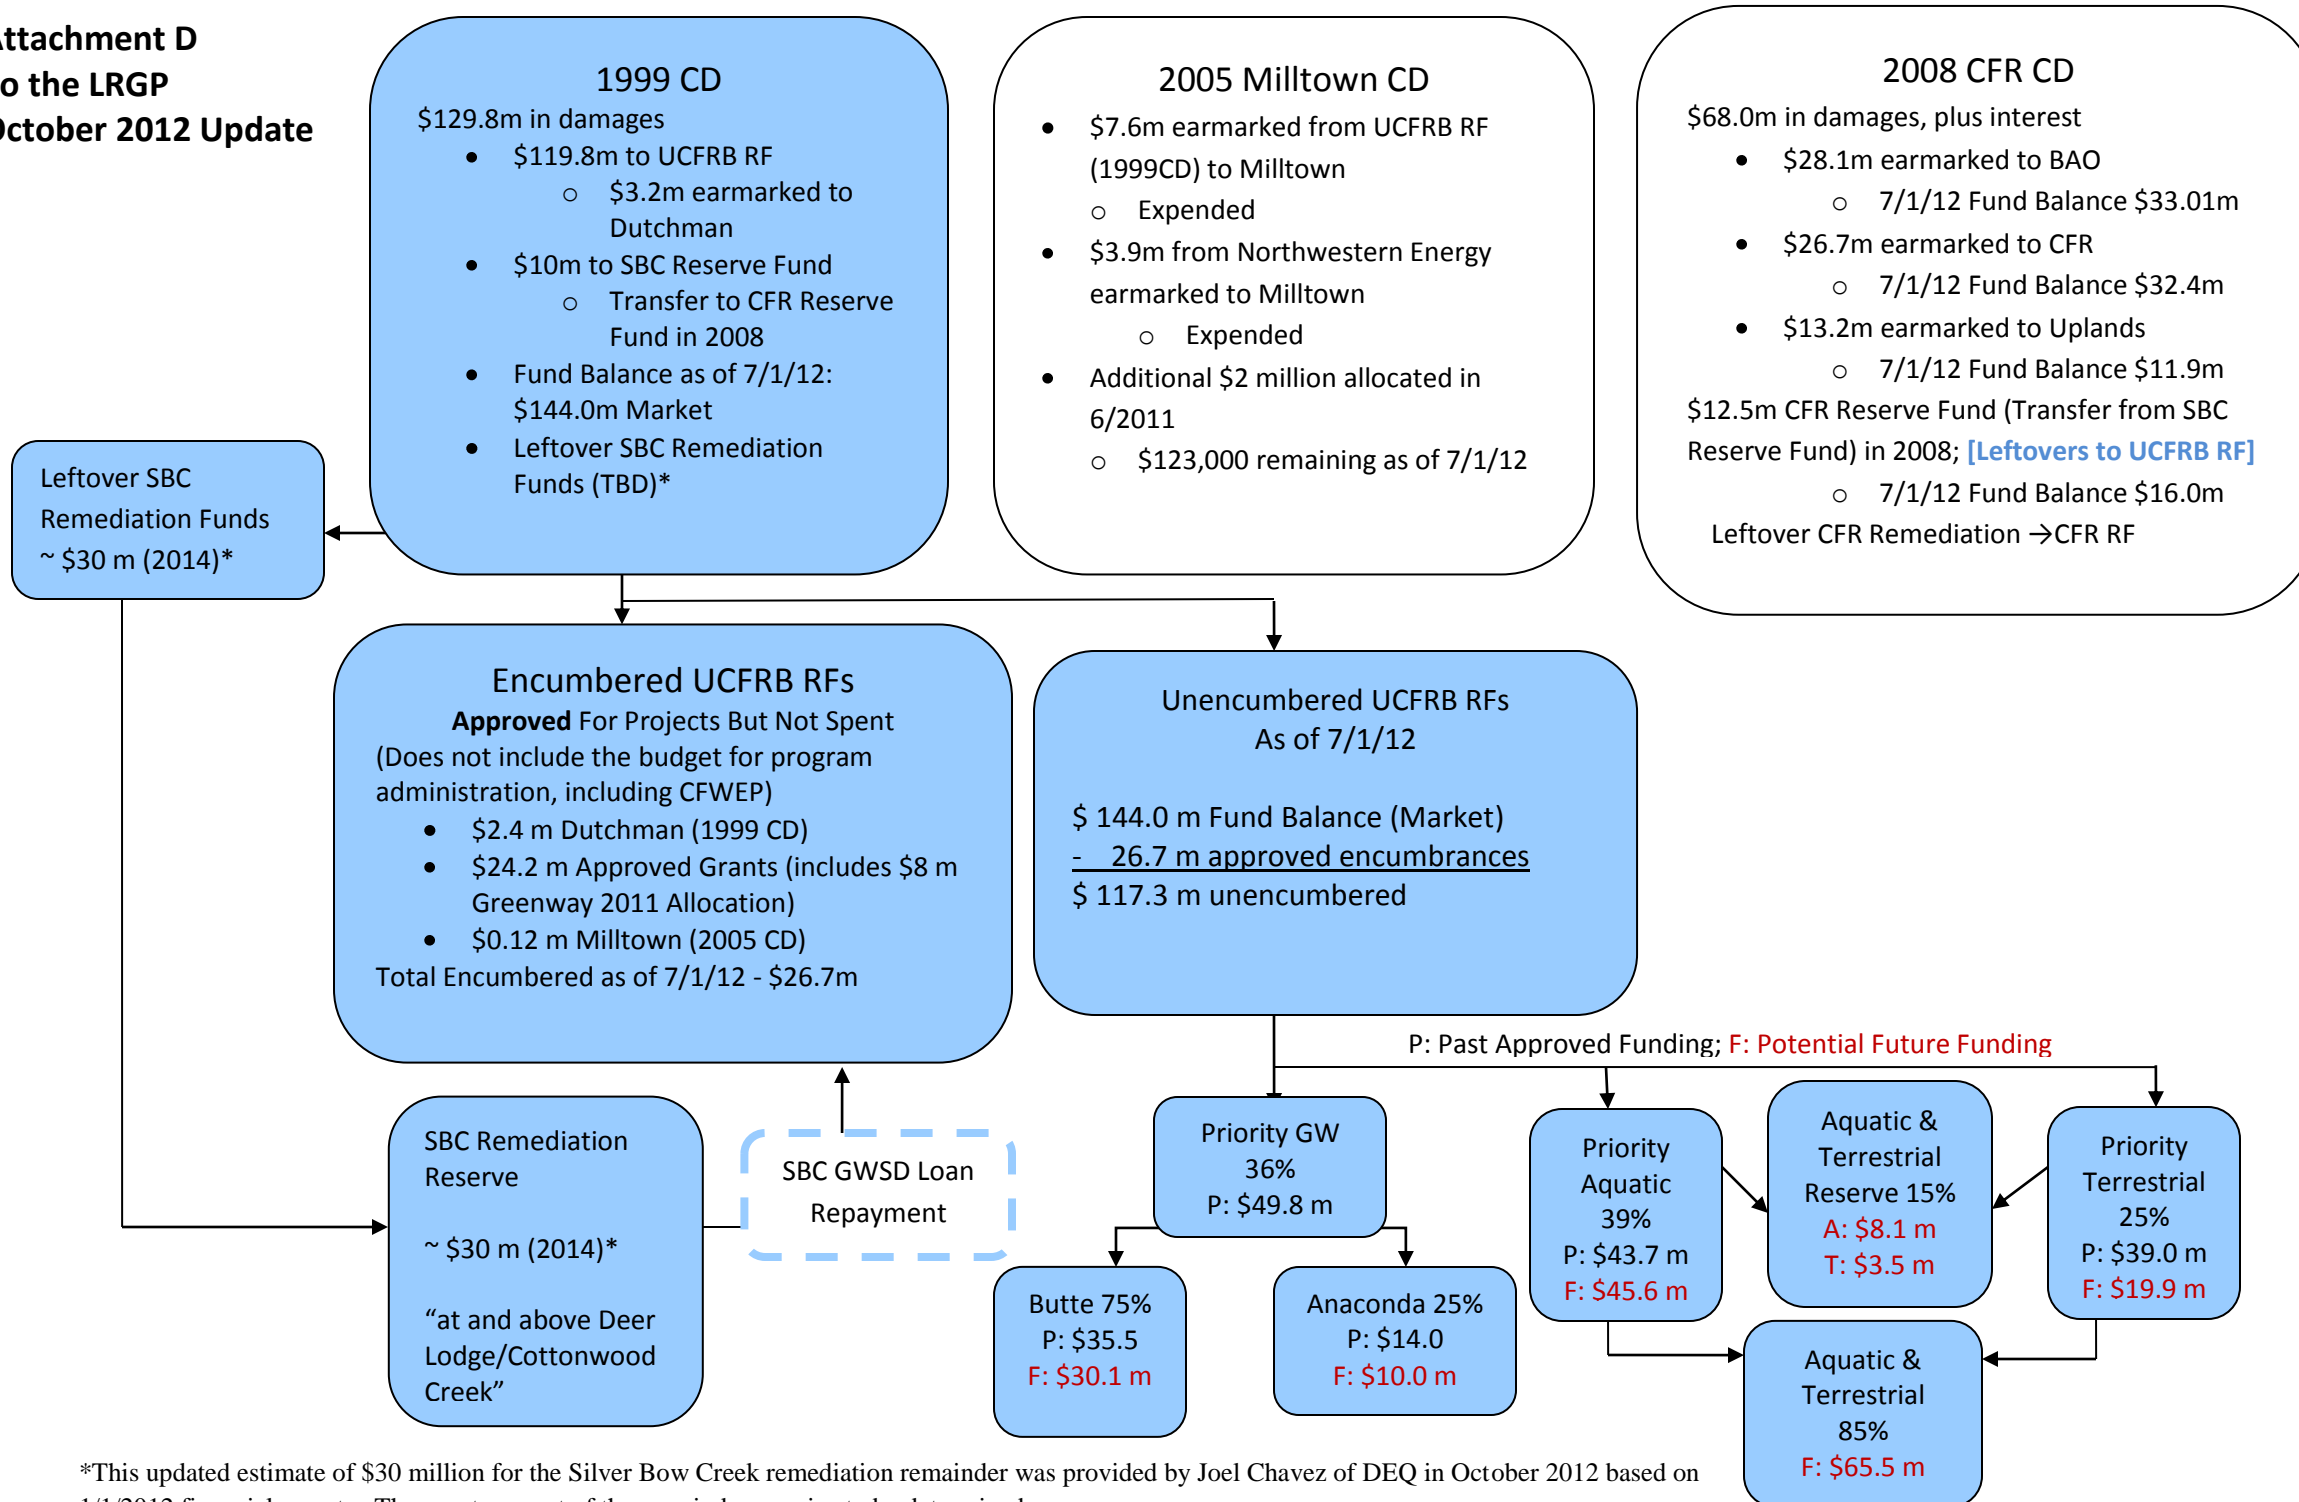 Attachment D
to the LRGP
October 2012 Update
1999 CD
$129.8m in damages
• $119.8m to UCFRB RF
o $3.2m earmarked to
Dutchman
• $10m to SBC Reserve Fund
o Transfer to CFR Reserve
Fund in 2008
• Fund Balance as of 7/1/12:
$144.0m Market
• Leftover SBC Remediation
Funds (TBD)*
2005 Milltown CD
• $7.6m earmarked from UCFRB RF
(1999CD) to Milltown
o Expended
• $3.9m from Northwestern Energy
earmarked to Milltown
o Expended
• Additional $2 million allocated in
6/2011
o $123,000 remaining as of 7/1/12
2008 CFR CD
$68.0m in damages, plus interest
• $28.1m earmarked to BAO
o 7/1/12 Fund Balance $33.01m
• $26.7m earmarked to CFR
o 7/1/12 Fund Balance $32.4m
• $13.2m earmarked to Uplands
o 7/1/12 Fund Balance $11.9m
$12.5m CFR Reserve Fund (Transfer from SBC
Reserve Fund) in 2008; [Leftovers to UCFRB RF]
o 7/1/12 Fund Balance $16.0m
Leftover CFR Remediation →CFR RF
Leftover SBC
Remediation Funds
~ $30 m (2014)*
Encumbered UCFRB RFs
Approved For Projects But Not Spent
(Does not include the budget for program
administration, including CFWEP)
• $2.4 m Dutchman (1999 CD)
• $24.2 m Approved Grants (includes $8 m
Greenway 2011 Allocation)
• $0.12 m Milltown (2005 CD)
Total Encumbered as of 7/1/12 - $26.7m
Unencumbered UCFRB RFs
As of 7/1/12
$ 144.0 m Fund Balance (Market)
- 26.7 m approved encumbrances
$ 117.3 m unencumbered
P: Past Approved Funding; F: Potential Future Funding
SBC Remediation
Reserve
~ $30 m (2014)*
“at and above Deer
Lodge/Cottonwood
Creek”
SBC GWSD Loan
Repayment
Priority GW
36%
P: $49.8 m
Butte 75%
P: $35.5
F: $30.1 m
Anaconda 25%
P: $14.0
F: $10.0 m
Priority
Aquatic
39%
P: $43.7 m
F: $45.6 m
Aquatic &
Terrestrial
Reserve 15%
A: $8.1 m
T: $3.5 m
Priority
Terrestrial
25%
P: $39.0 m
F: $19.9 m
Aquatic &
Terrestrial
85%
F: $65.5 m
*This updated estimate of $30 million for the Silver Bow Creek remediation remainder was provided by Joel Chavez of DEQ in October 2012 based on